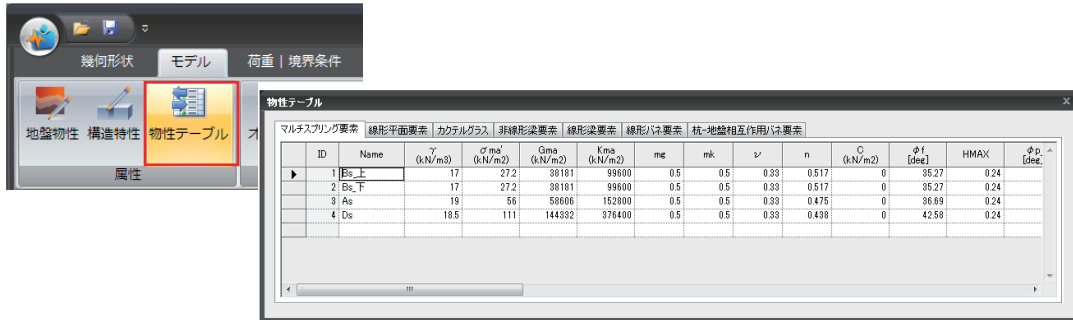 幾何形状 モデル 荷重 | 境界条件
地盤物性 構造特性 物性テーブル オ
属性
物性テーブル x
マルチスプリング要素 線形平面要素 カクテルグラス 非線形梁要素 線形梁要素 線形バネ要素 杭-地盤相互作用バネ要素
ID Name γ (kN/m3) σma' (kN/m2) Gma (kN/m2) Kma (kN/m2) me mk ν n C (kN/m2) φf [deg] HMAX φp [deg]
1 Bs_上 17 27.2 38181 99600 0.5 0.5 0.33 0.517 0 35.27 0.24
2 Bs_下 17 27.2 38181 99600 0.5 0.5 0.33 0.517 0 35.27 0.24
3 As 19 56 58606 152800 0.5 0.5 0.33 0.475 0 36.69 0.24
4 Ds 18.5 111 144332 376400 0.5 0.5 0.33 0.438 0 42.58 0.24